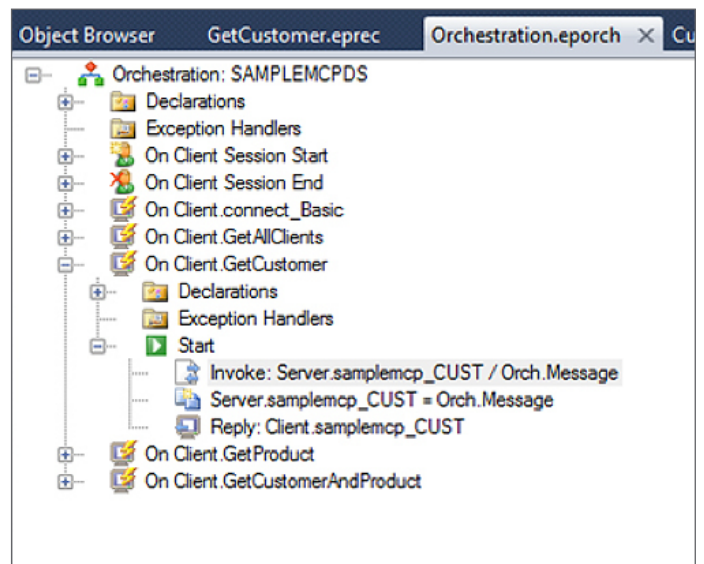 Object Browser GetCustomer.eprec Orchestration.eporch Cu
Orchestration: SAMPLEMCPDS
Declarations
Exception Handlers
On Client Session Start
On Client Session End
On Client.connect_Basic
On Client.GetAllClients
On Client.GetCustomer
Declarations
Exception Handlers
Start
Invoke: Server.samplemcp_CUST / Orch.Message
Server.samplemcp_CUST = Orch.Message
Reply: Client.samplemcp_CUST
On Client.GetProduct
On Client.GetCustomerAndProduct